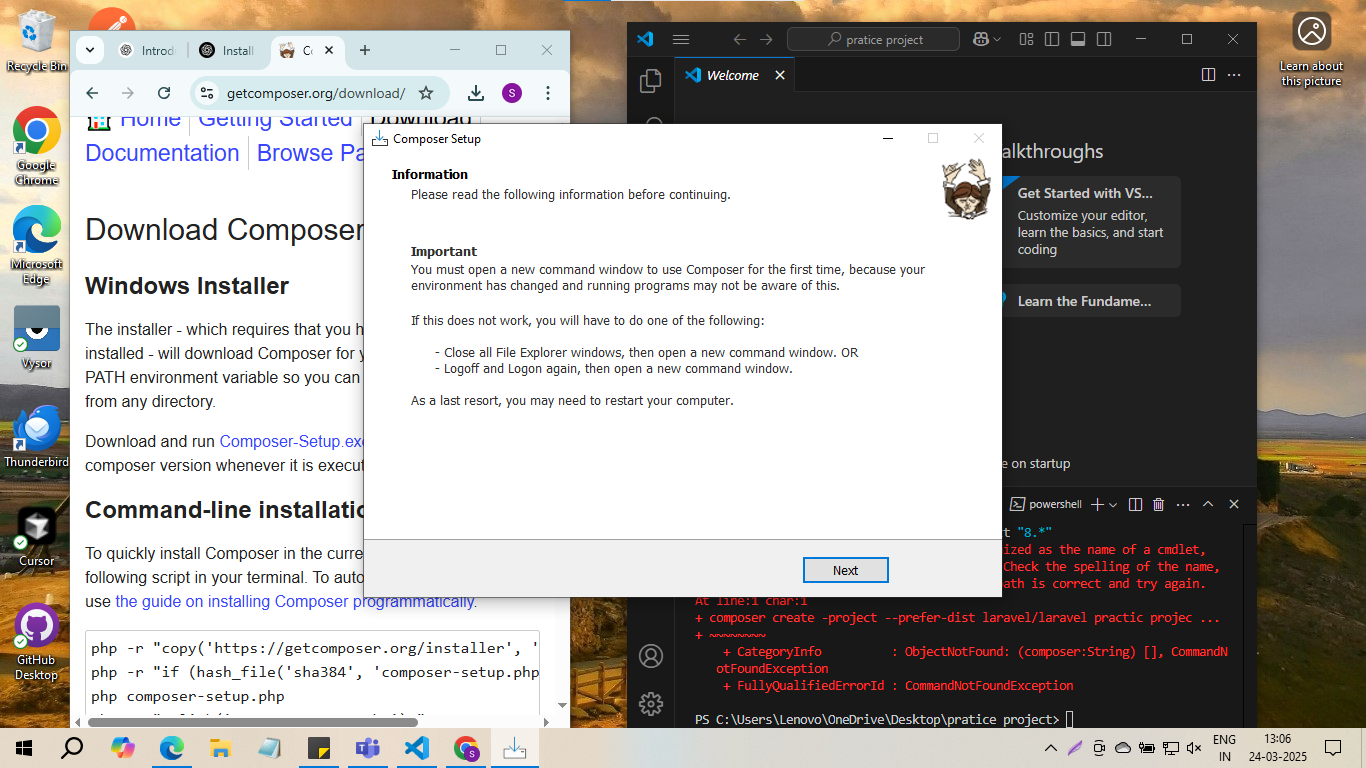 Recycle Bin
Google
Chrome
Microsoft
Edge
Vysor
Thunderbird
Cursor
GitHub
Desktop
Learn about
this picture
Introd
Install
Co
getcomposer.org/download/
S
Home
Getting Started
Download
Documentation
Browse Pa
Download Composer
Windows Installer
The installer - which requires that you h
installed - will download Composer for y
PATH environment variable so you can
from any directory.
Download and run Composer-Setup.exe
composer version whenever it is execut
Command-line installatio
To quickly install Composer in the curre
following script in your terminal. To auto
use the guide on installing Composer programmatically.
php -r "copy('https://getcomposer.org/installer', '
php -r "if (hash_file('sha384', 'composer-setup.php
php composer-setup.php
Composer Setup
Information
Please read the following information before continuing.
Important
You must open a new command window to use Composer for the first time, because your
environment has changed and running programs may not be aware of this.
If this does not work, you will have to do one of the following:
- Close all File Explorer windows, then open a new command window. OR
- Logoff and Logon again, then open a new command window.
As a last resort, you may need to restart your computer.
Next
pratice project
Welcome
alkthroughs
Get Started with VS...
Customize your editor,
learn the basics, and start
coding
Learn the Fundame...
e on startup
powershell
t "8.*"
ized as the name of a cmdlet,
Check the spelling of the name,
ath is correct and try again.
At line:1 char:1
+ composer create -project --prefer-dist laravel/laravel practic projec ...
+ ~~~~~~~~
+ CategoryInfo : ObjectNotFound: (composer:String) [], CommandN
otFoundException
+ FullyQualifiedErrorId : CommandNotFoundException
PS C:\Users\Lenovo\OneDrive\Desktop\pratice project>
S
ENG
IN
13:06
24-03-2025